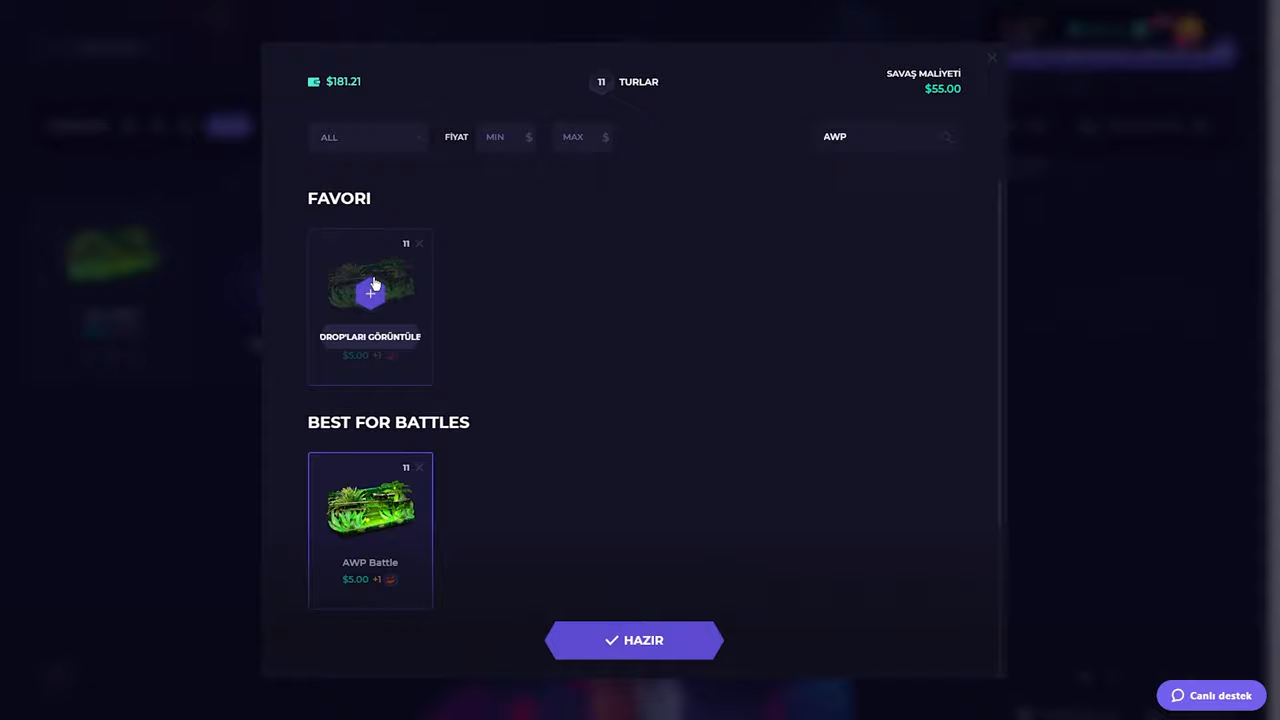 $181.21
11 TURLAR
SAVAŞ MALİYETİ
$55.00
ALL
FİYAT MIN $ MAX $
AWP
FAVORI
11
DROP'LARI GÖRÜNTÜLE
$5.00 +1
BEST FOR BATTLES
11
AWP Battle
$5.00 +1
HAZIR
Canlı destek